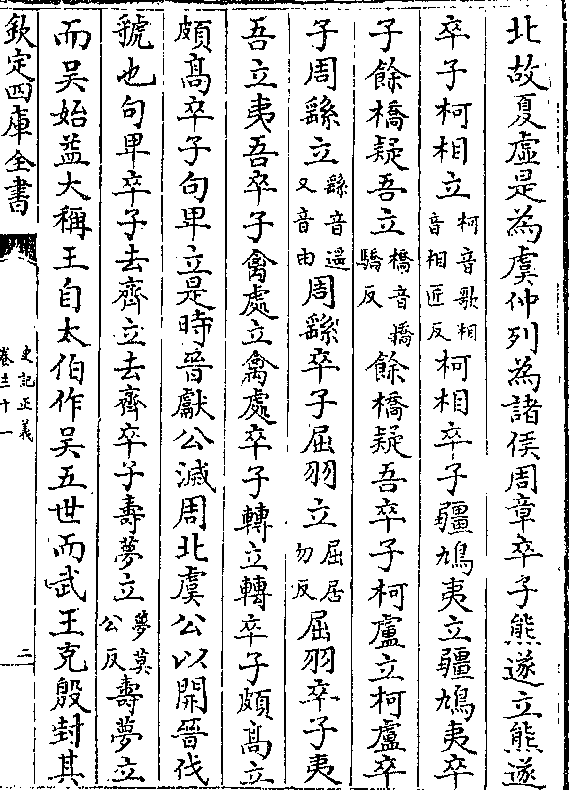 北故夏虛是為虞仲列為諸侯周章卒子熊遂立熊遂
卒子柯相立柯音歌相音相匠反柯相卒子疆鳩夷立疆鳩夷卒
子餘橋疑吾立橋音橋驕反餘橋疑吾卒子柯盧立柯盧卒
子周繇立繇音遥又音由周繇卒子屈羽立屈居勿反屈羽卒子夷
吾立夷吾卒子禽處立禽處卒子轉立轉卒子頗髙立
頗髙卒子句卑立是時晉獻公滅周北虞公以開晉伐
虢也句卑卒子去齊立去齊卒子壽夢立夢莫公反壽夢立
而吳始益大稱王自太伯作吳五世而武王克殷封其
欽定四庫全書
史記正義
卷三十一
二